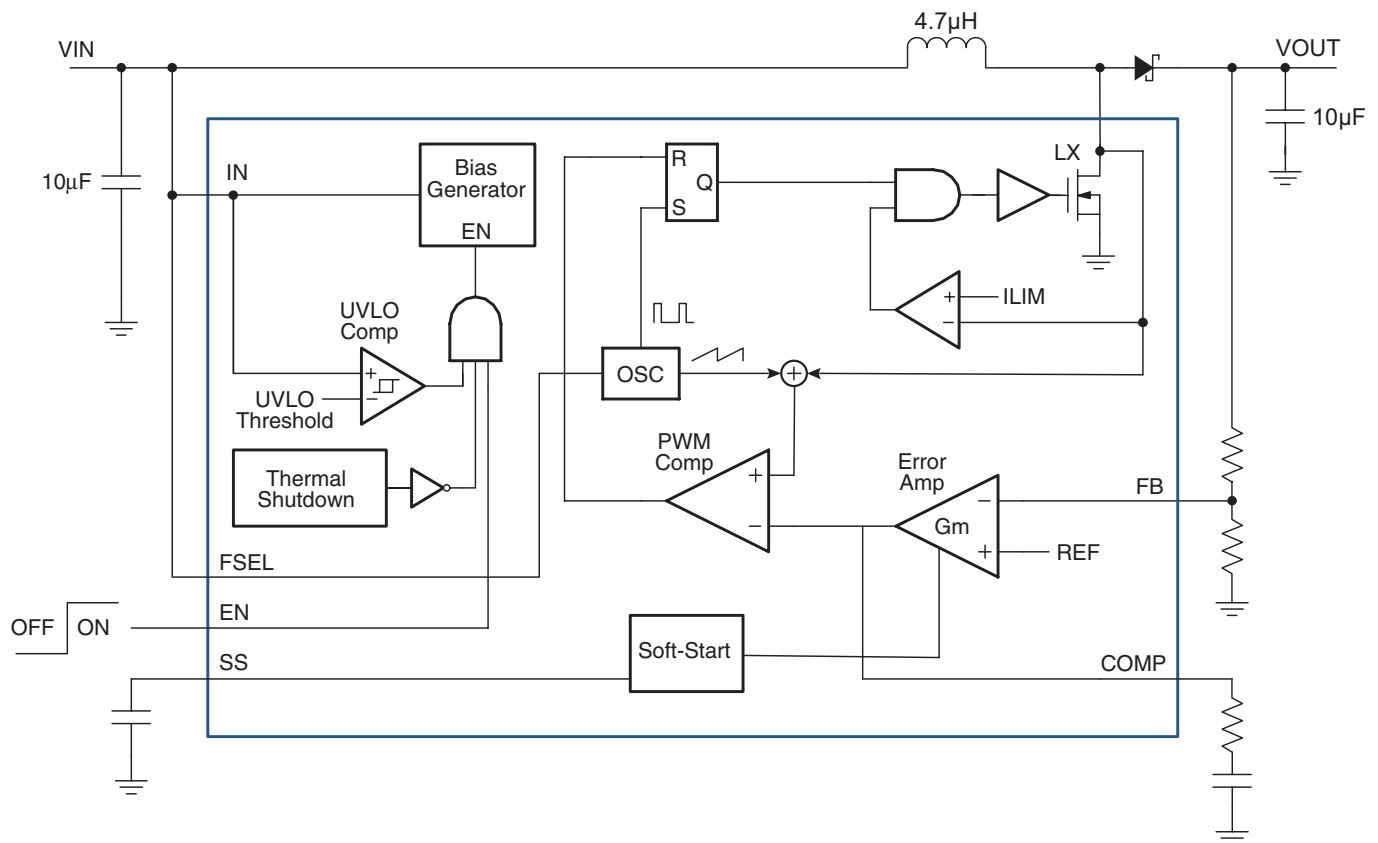 4.7µH
VIN
VOUT
10µF
10µF
IN
Bias
Generator
EN
R
Q
S
LX
ILIM
UVLO
Comp
+
−
UVLO
Threshold
OSC
+
+
−
Thermal
Shutdown
PWM
Comp
+
−
Error
Amp
−
Gm
+
REF
FB
FSEL
EN
OFF
ON
Soft-Start
SS
COMP